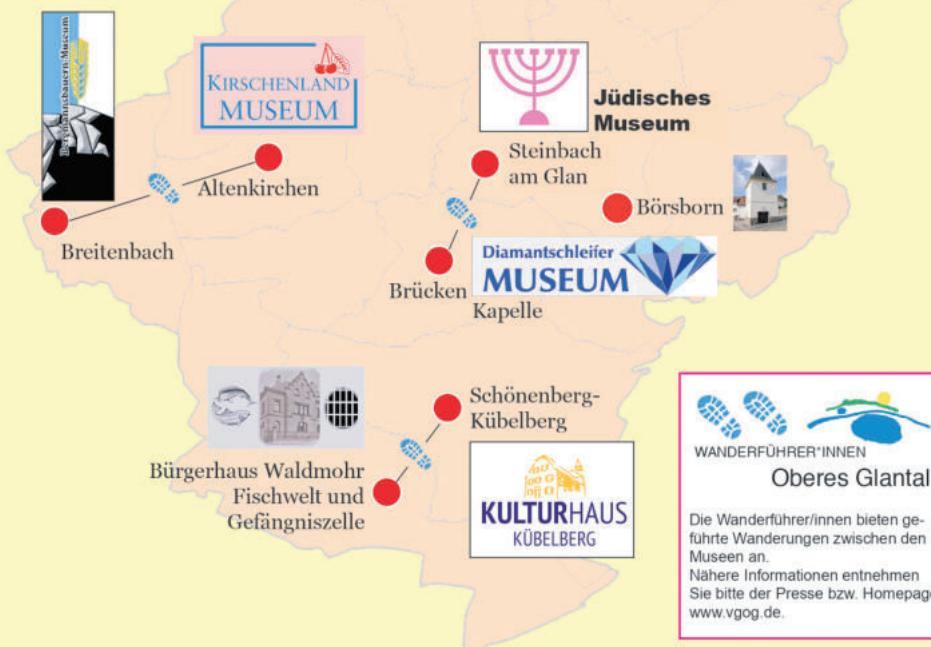 Bergmannsbauern-Museum
KIRSCHENLAND
MUSEUM
Altenkirchen
Breitenbach
Jüdisches
Museum
Steinbach
am Glan
Börsborn
Brücken
Diamantschleifer
MUSEUM
Kapelle
Bürgerhaus Waldmohr
Fischwelt und
Gefängniszelle
Schönenberg-
Kübelberg
KULTURHAUS
KÜBELBERG
WANDERFÜHRER*INNEN
Oberes Glantal
Die Wanderführer/innen bieten ge-
führte Wanderungen zwischen den
Museen an.
Nähere Informationen entnehmen
Sie bitte der Presse bzw. Homepage
www.vgog.de.